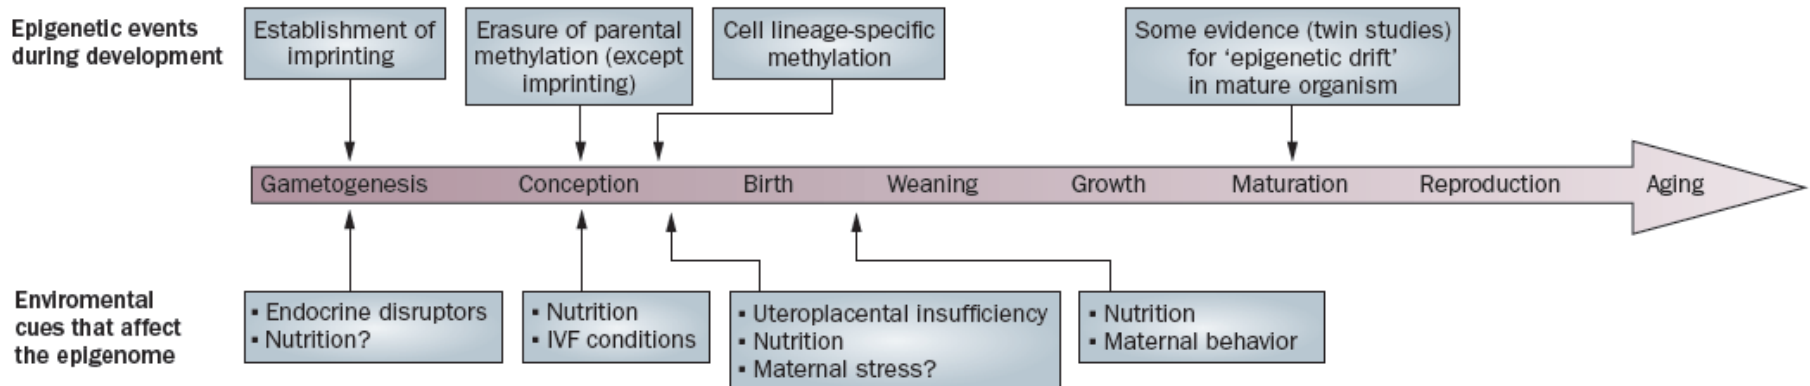 Epigenetic events
during development
Establishment of
imprinting
Erasure of parental
methylation (except
imprinting)
Cell lineage-specific
methylation
Some evidence (twin studies)
for ‘epigenetic drift’
in mature organism
Gametogenesis Conception Birth Weaning Growth Maturation Reproduction Aging
Enviromental
cues that affect
the epigenome
▪ Endocrine disruptors
▪ Nutrition?
▪ Nutrition
▪ IVF conditions
▪ Uteroplacental insufficiency
▪ Nutrition
▪ Maternal stress?
▪ Nutrition
▪ Maternal behavior